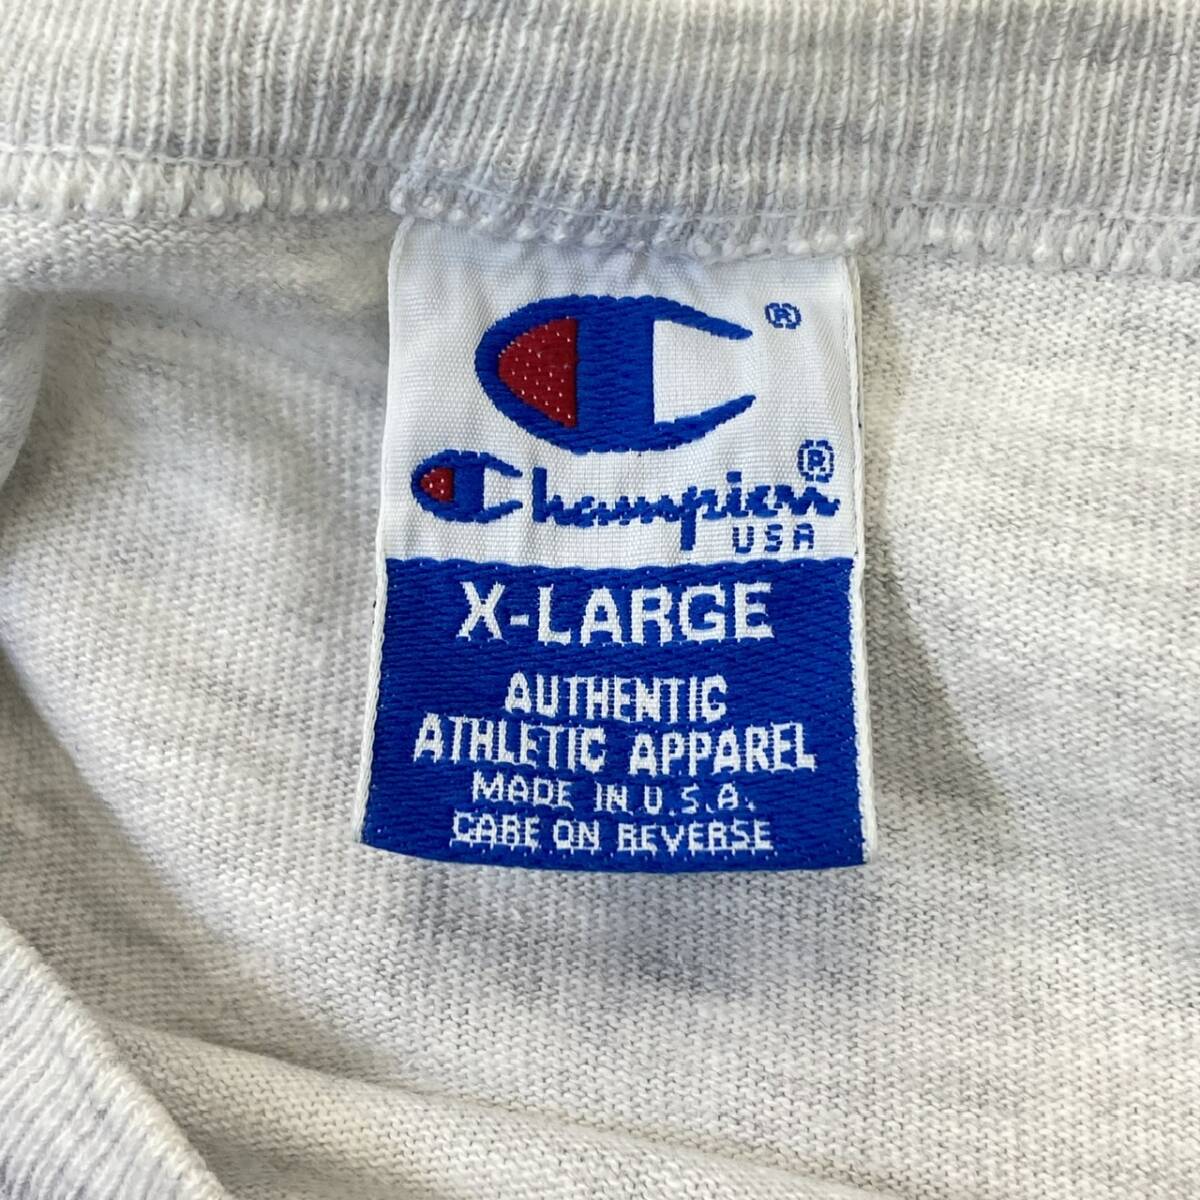 ®
Champion®
USA
X-LARGE
AUTHENTIC
ATHLETIC APPAREL
MADE IN U.S.A.
CARE ON REVERSE